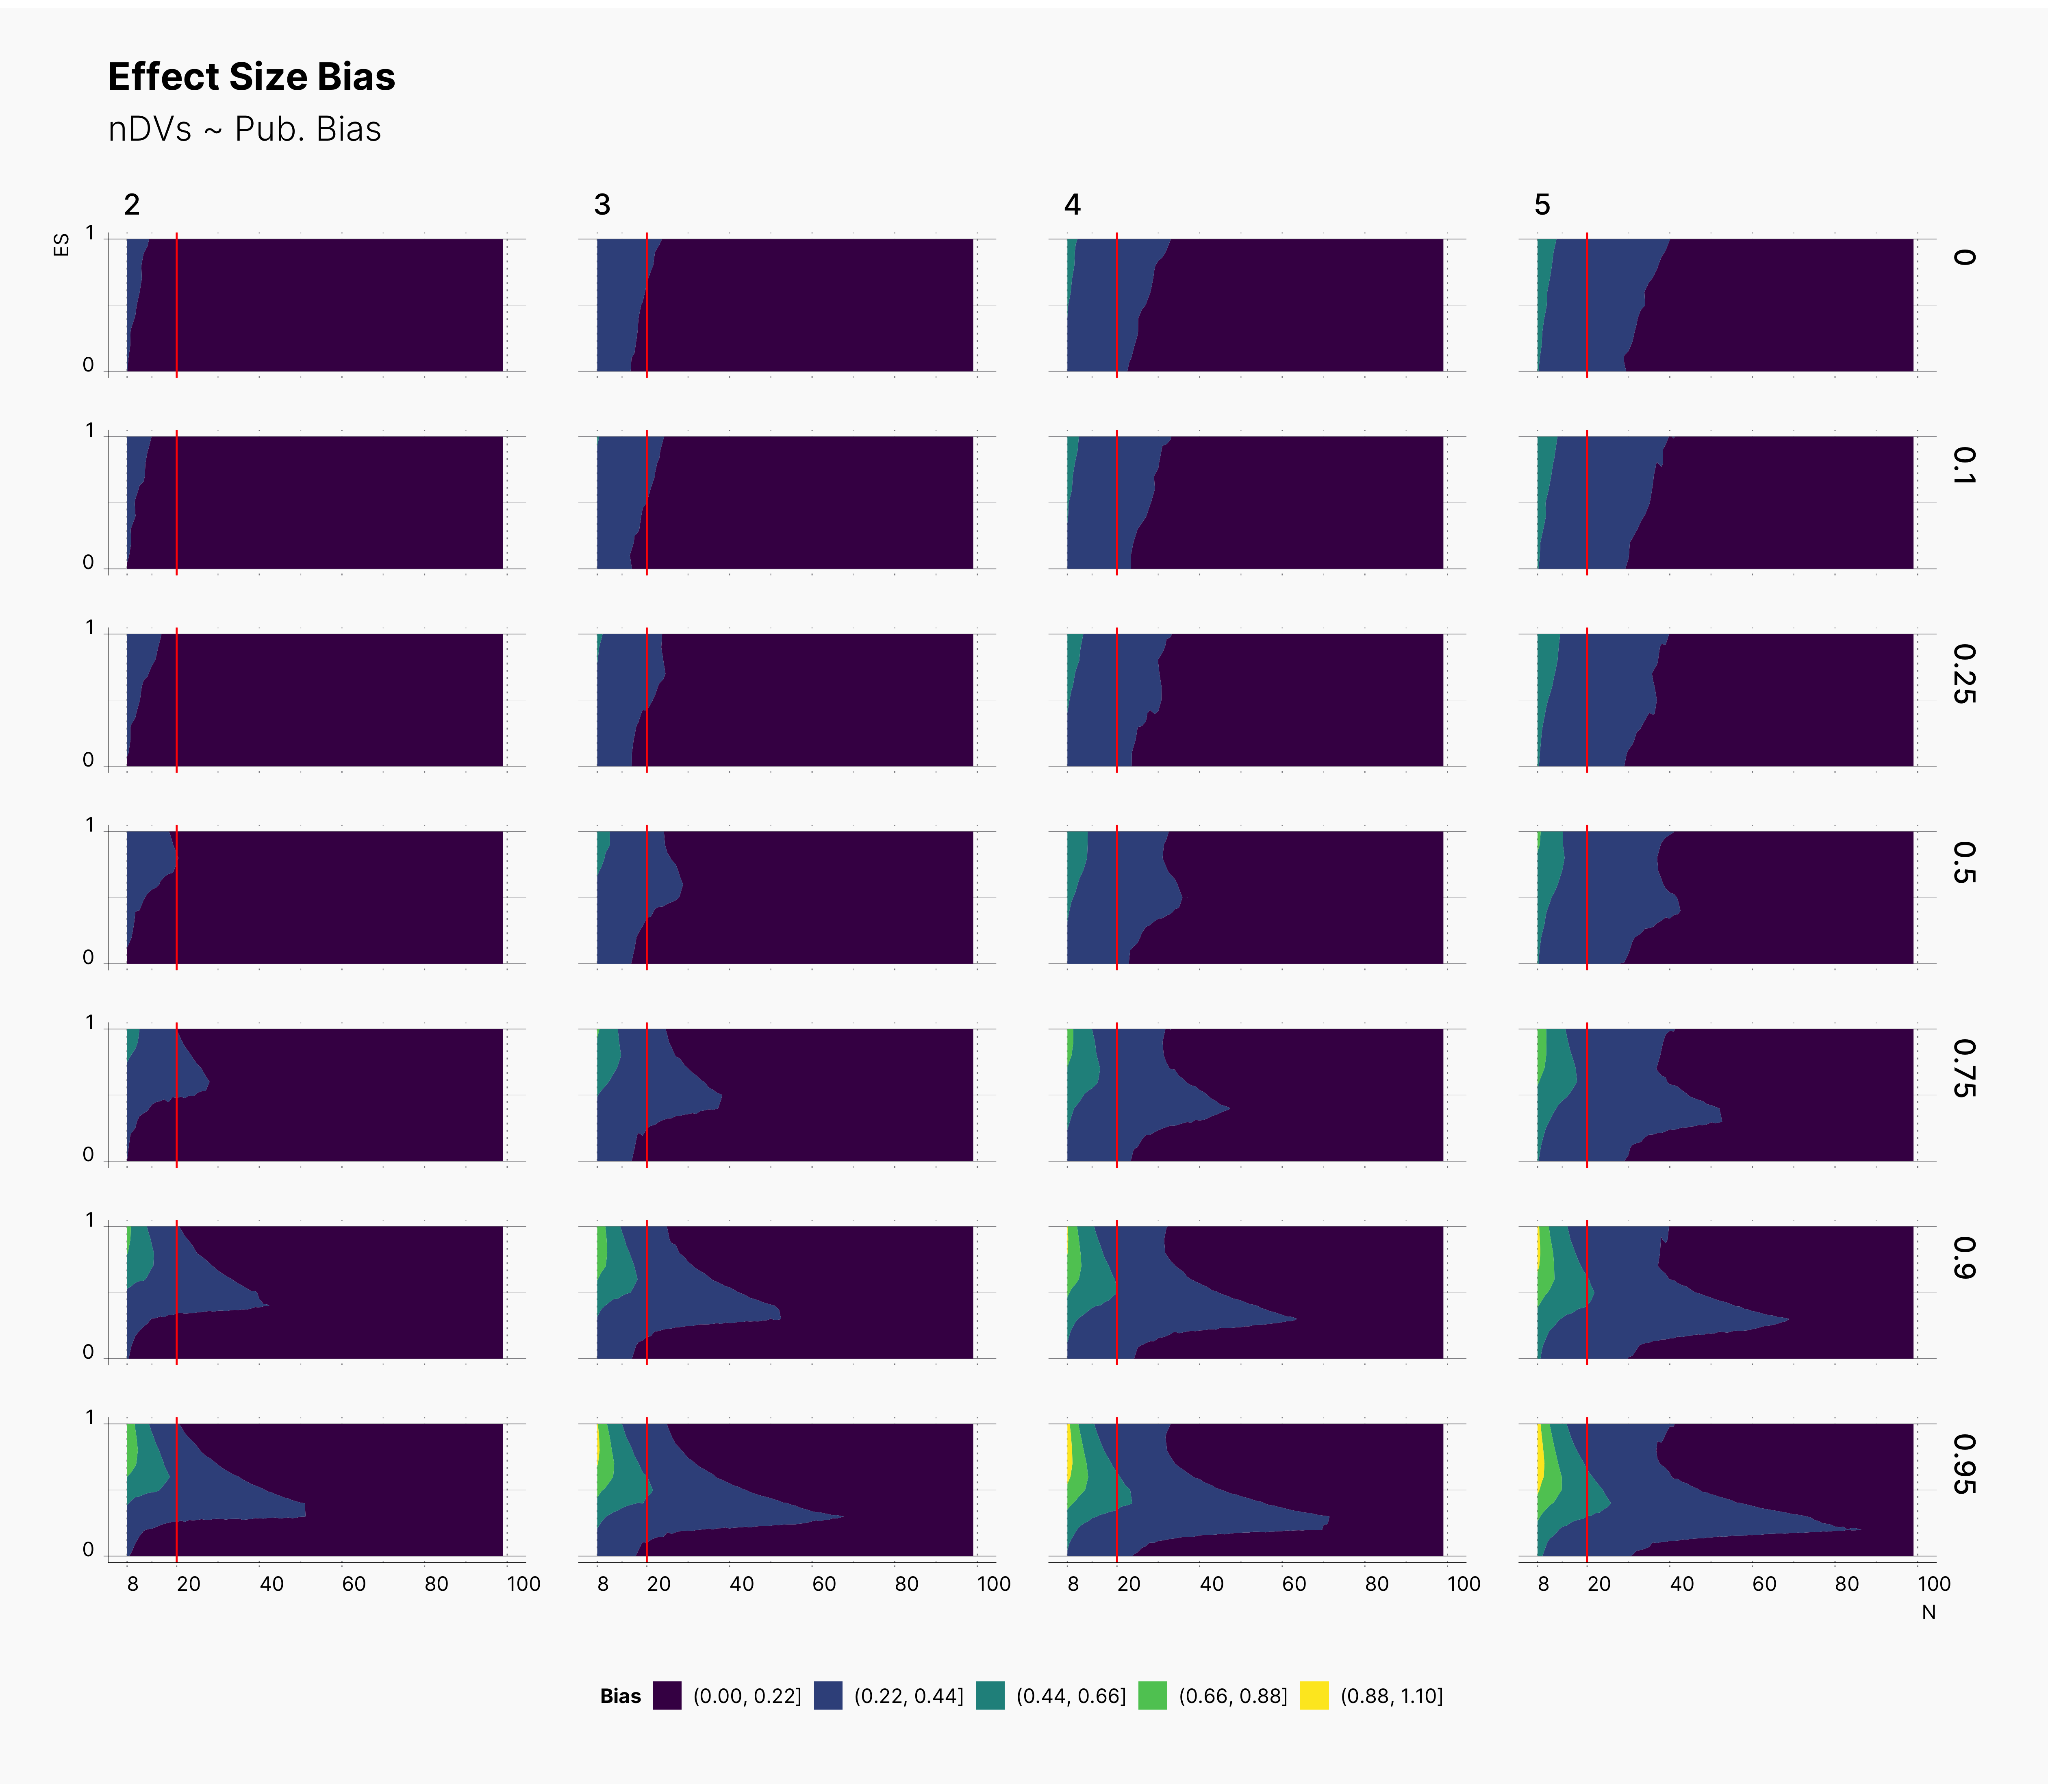 Effect Size Bias
nDVs ~ Pub. Bias
2 3 4 5
ES 1 0 0
1 0 0.1
1 0 0.25
1 0 0.5
1 0 0.75
1 0 0.9
1 0 0.95
8 20 40 60 80 100 8 20 40 60 80 100 8 20 40 60 80 100 8 20 40 60 80 100
N
Bias (0.00, 0.22] (0.22, 0.44] (0.44, 0.66] (0.66, 0.88] (0.88, 1.10]